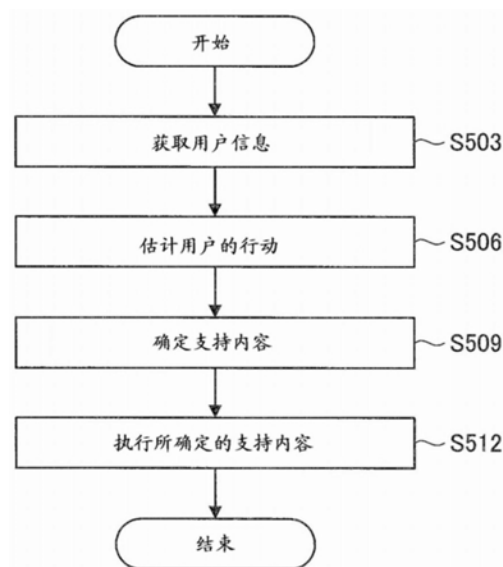 开始
获取用户信息
S503
估计用户的行动
S506
确定支持内容
S509
执行所确定的支持内容
S512
结束